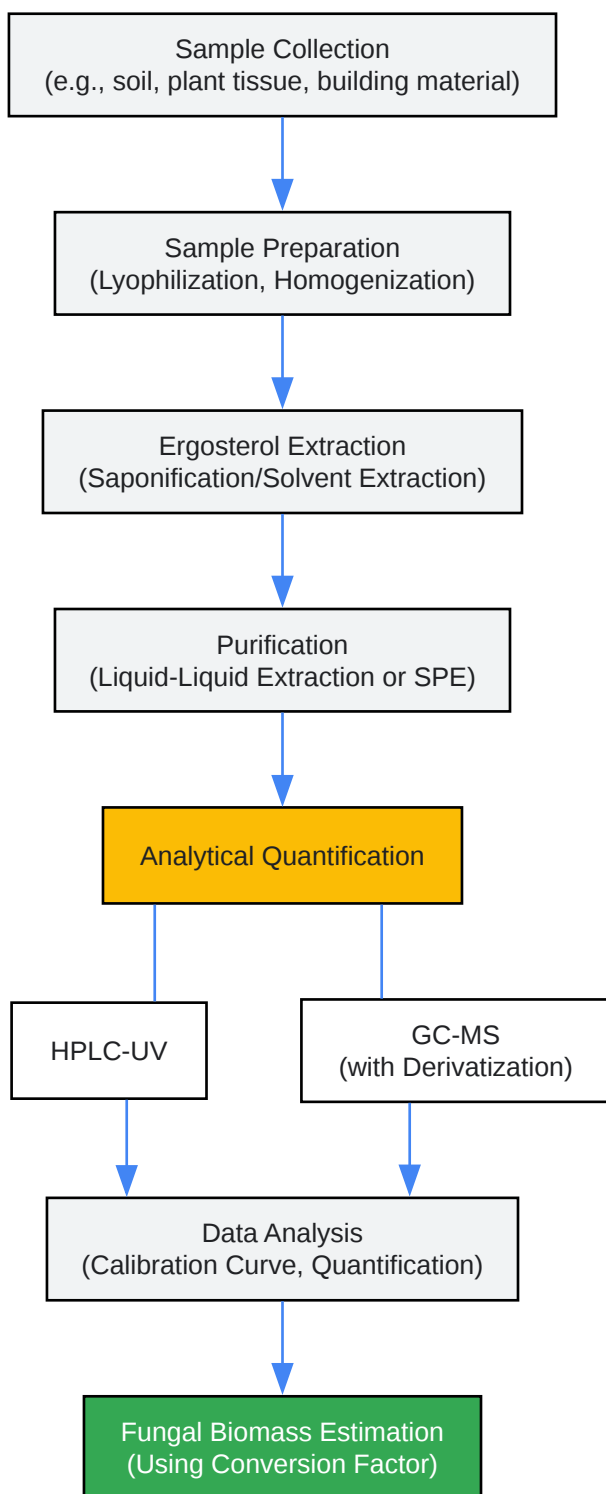 Sample Collection
(e.g., soil, plant tissue, building material)
Sample Preparation
(Lyophilization, Homogenization)
Ergosterol Extraction
(Saponification/Solvent Extraction)
Purification
(Liquid-Liquid Extraction or SPE)
Analytical Quantification
HPLC-UV
GC-MS
(with Derivatization)
Data Analysis
(Calibration Curve, Quantification)
Fungal Biomass Estimation
(Using Conversion Factor)